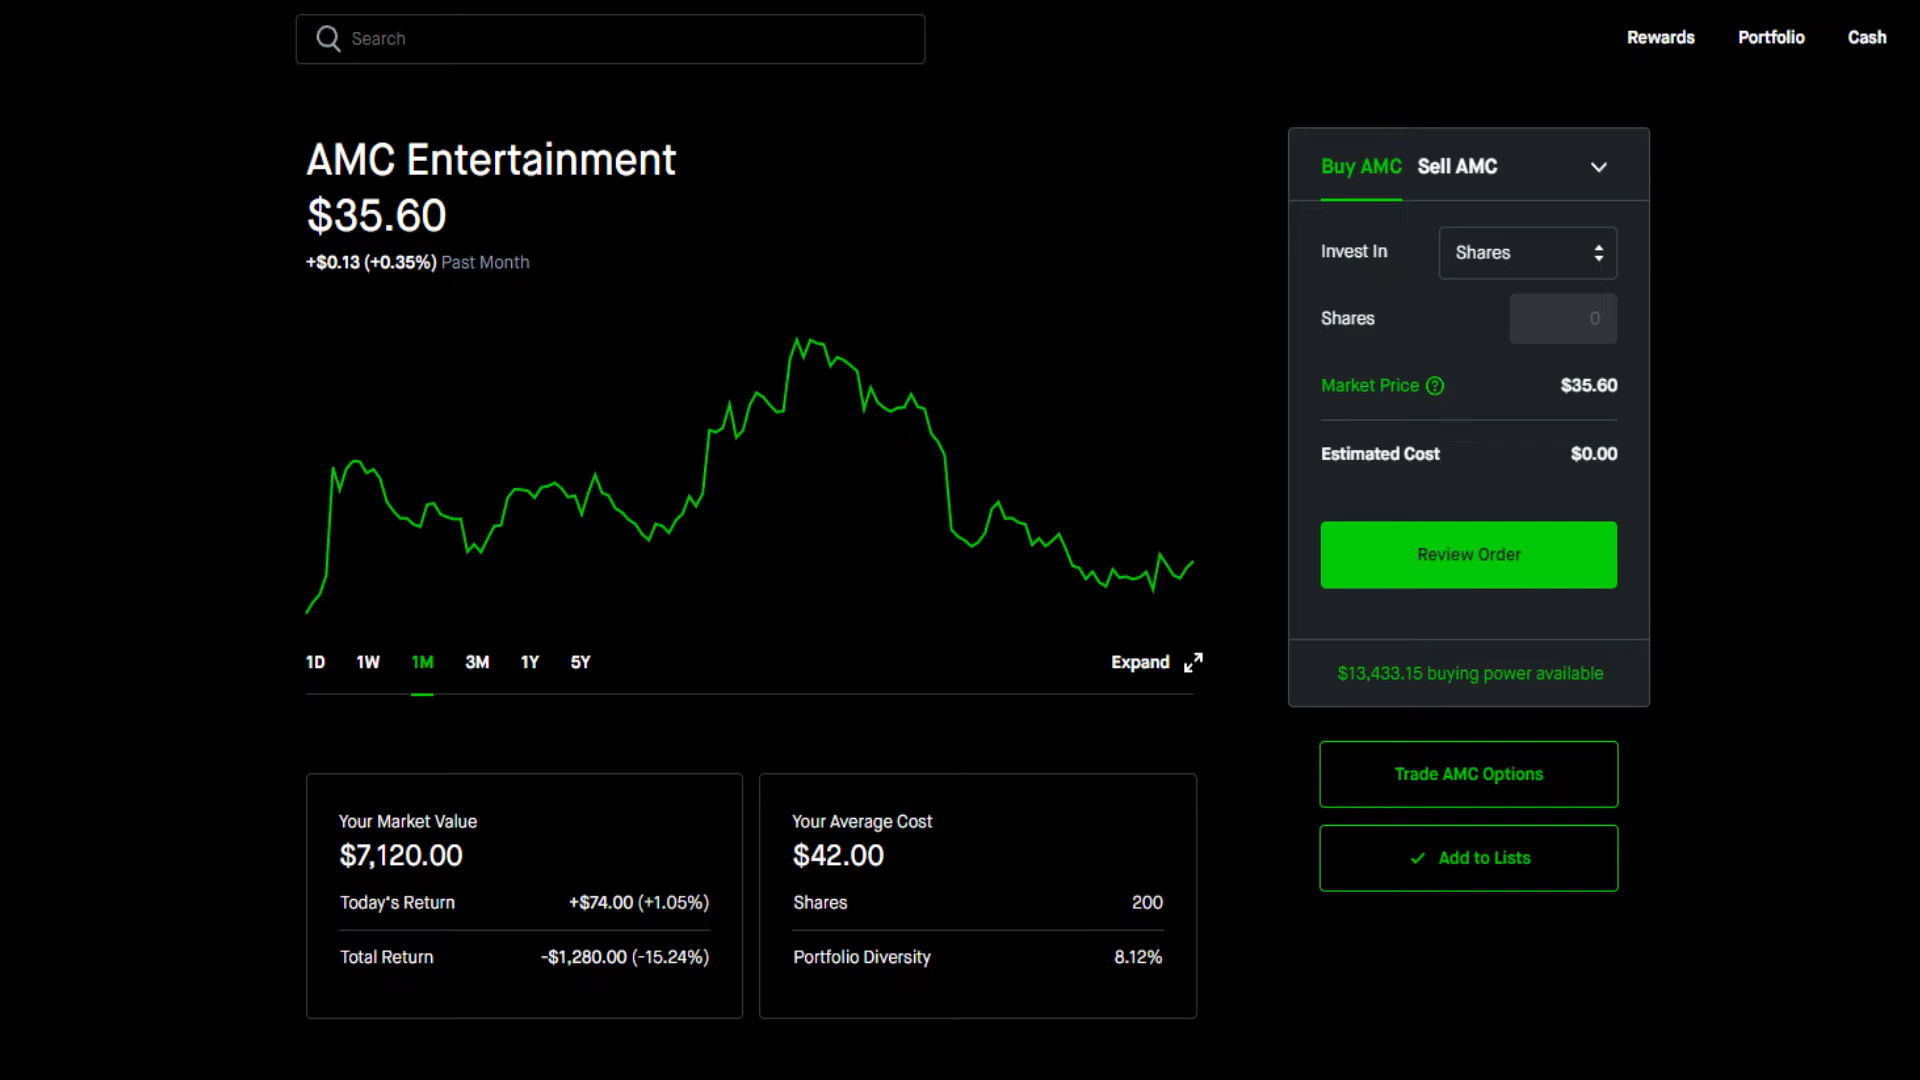 Search
Rewards Portfolio Cash
AMC Entertainment
$35.60
+$0.13 (+0.35%) Past Month
1D 1W 1M 3M 1Y 5Y Expand
Your Market Value
$7,120.00
Today's Return +$74.00 (+1.05%)
Total Return -$1,280.00 (-15.24%)
Your Average Cost
$42.00
Shares 200
Portfolio Diversity 8.12%
Buy AMC Sell AMC
Invest In Shares
Shares 0
Market Price ? $35.60
Estimated Cost $0.00
Review Order
$13,433.15 buying power available
Trade AMC Options
Add to Lists